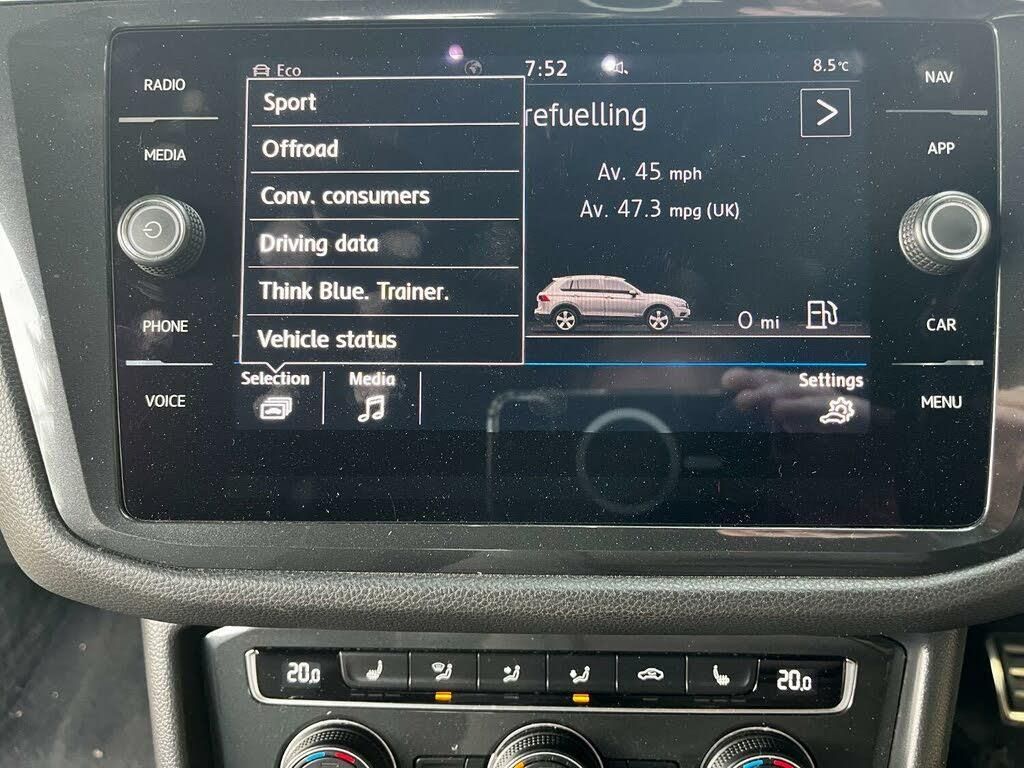 RADIO
MEDIA
PHONE
VOICE
Eco
7:52
8.5°C
Sport
Offroad
Conv. consumers
Driving data
Think Blue. Trainer.
Vehicle status
refuelling
>
Av. 45 mph
Av. 47.3 mpg (UK)
0 mi
Selection
Media
Settings
NAV
APP
CAR
MENU
20.0
20.0